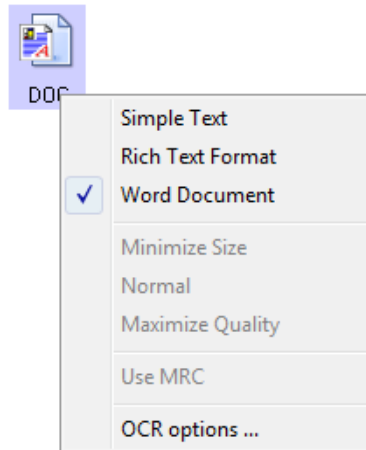 DOC
Simple Text
Rich Text Format
Word Document
Minimize Size
Normal
Maximize Quality
Use MRC
OCR options ...